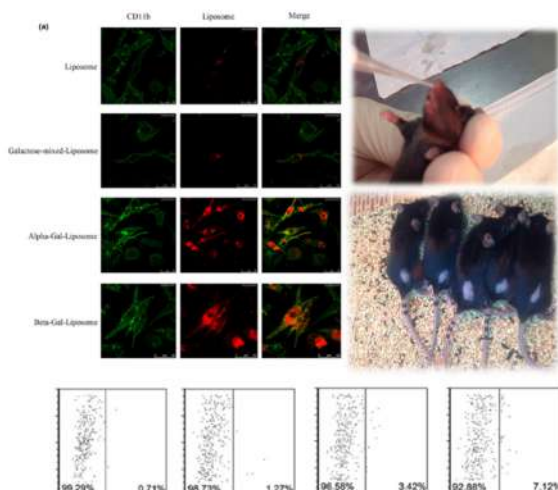 (a)
CD11b Liposome Merge
Liposome
Galactose-mixed-Liposome
Alpha-Gal-Liposome
Beta-Gal-Liposome
99.29% 0.71% 98.73% 1.27% 96.58% 3.42% 92.88% 7.12%